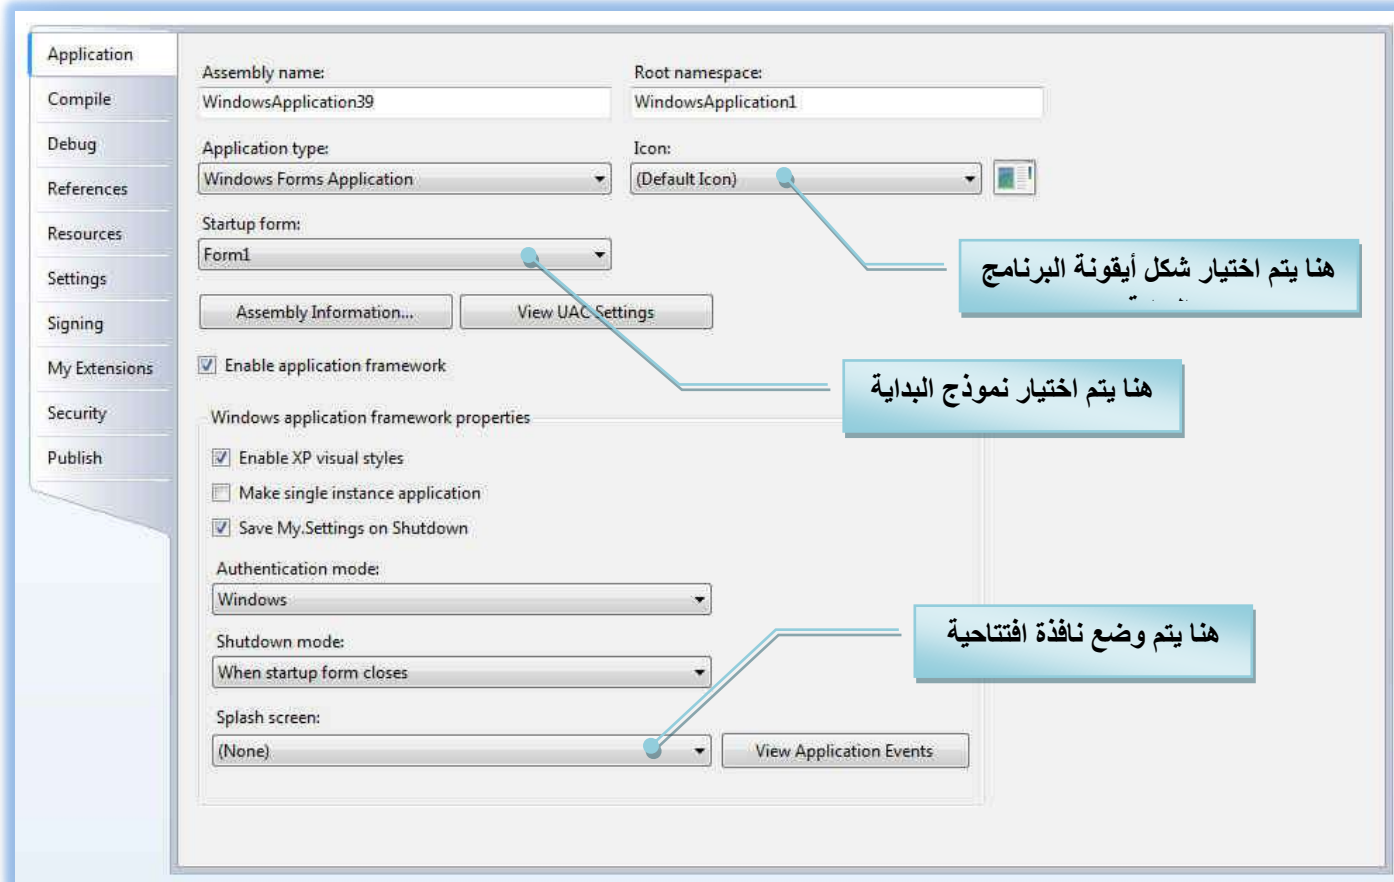 Application
Compile
Debug
References
Resources
Settings
Signing
My Extensions
Security
Publish
Assembly name:
Root namespace:
WindowsApplication39
WindowsApplication1
Application type:
Icon:
Windows Forms Application
(Default Icon)
Startup form:
Form1
هنا يتم اختيار شكل أيقونة البرنامج
Assembly Information...
View UAC Settings
Enable application framework
هنا يتم اختيار نموذج البداية
Windows application framework properties
Enable XP visual styles
Make single instance application
Save My.Settings on Shutdown
Authentication mode:
Windows
هنا يتم وضع نافذة افتتاحية
Shutdown mode:
When startup form closes
Splash screen:
(None)
View Application Events